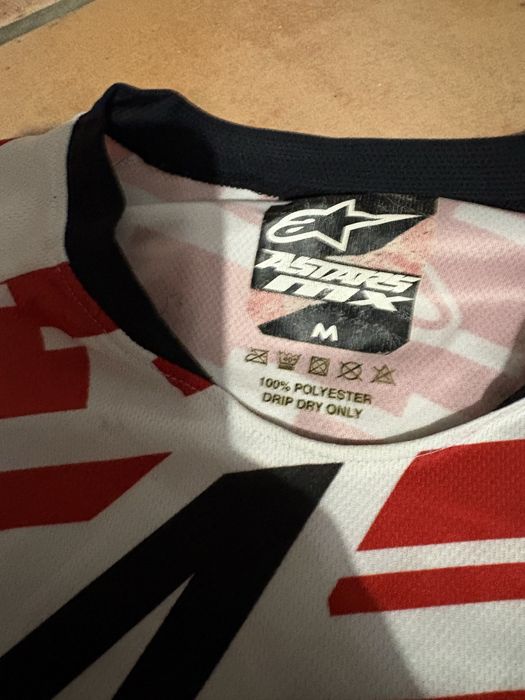 ASTARS
MX
M
100% POLYESTER
DRIP DRY ONLY